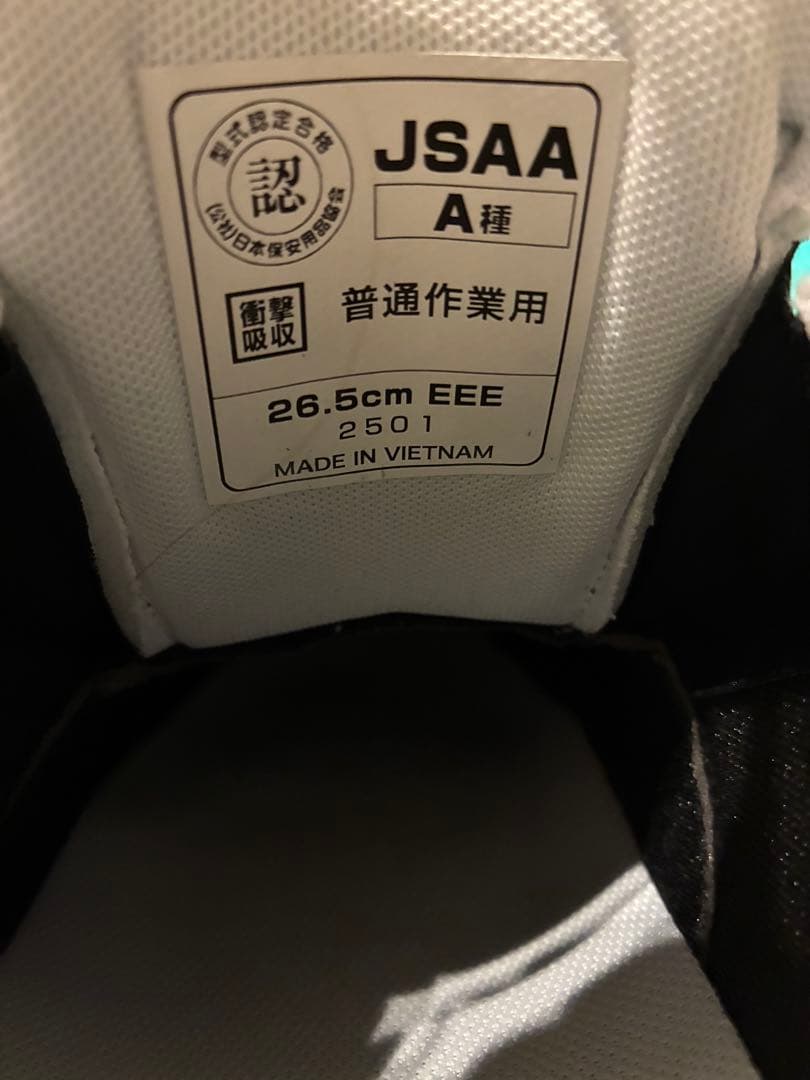 型式認定合格
認
(公社)日本保安用品協会
JSAA
A種
衝撃
吸収
普通作業用
26.5cm EEE
2501
MADE IN VIETNAM